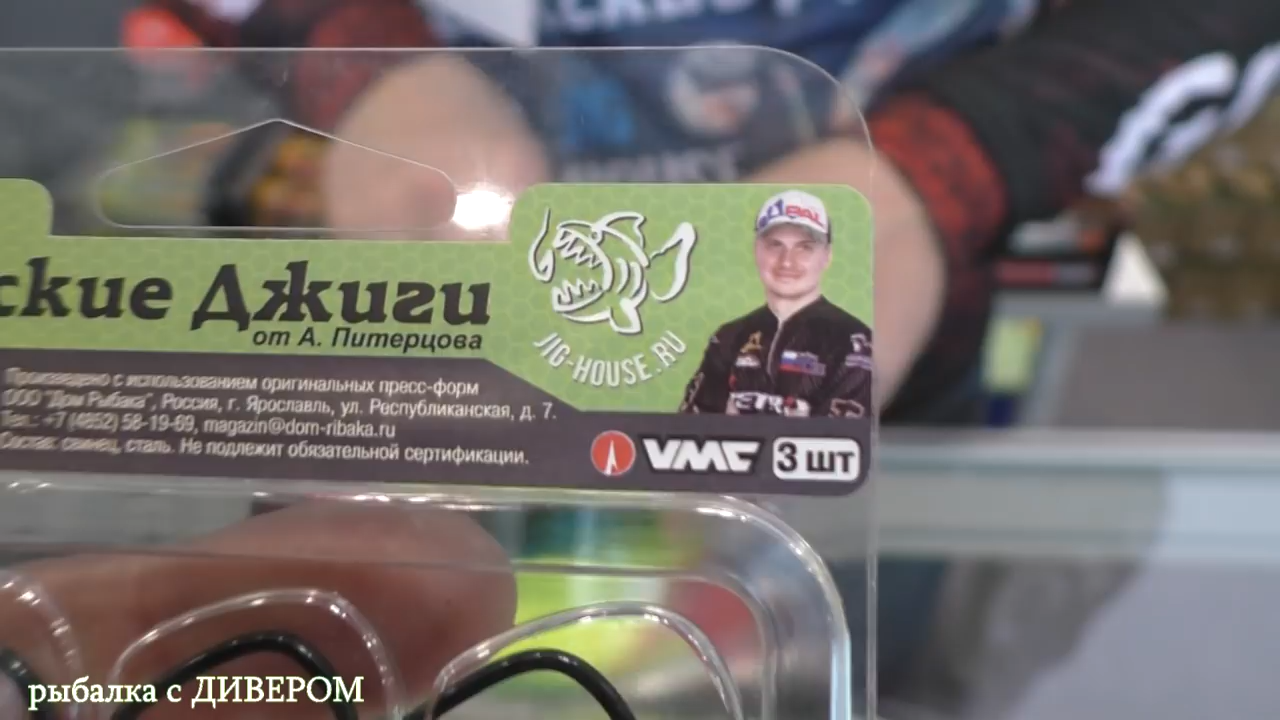 ские Джиги
от А. Питерцова
JIG-HOUSE.RU
Произведено с использованием оригинальных пресс-форм
ООО "Дом Рыбака", Россия, г. Ярославль, ул. Республиканская, д. 7.
Тел.: +7 (4852) 58-19-69, magazin@dom-ribaka.ru
Состав: свинец, сталь. Не подлежит обязательной сертификации.
VMC 3 шт
рыбалка с ДИВЕРОМ